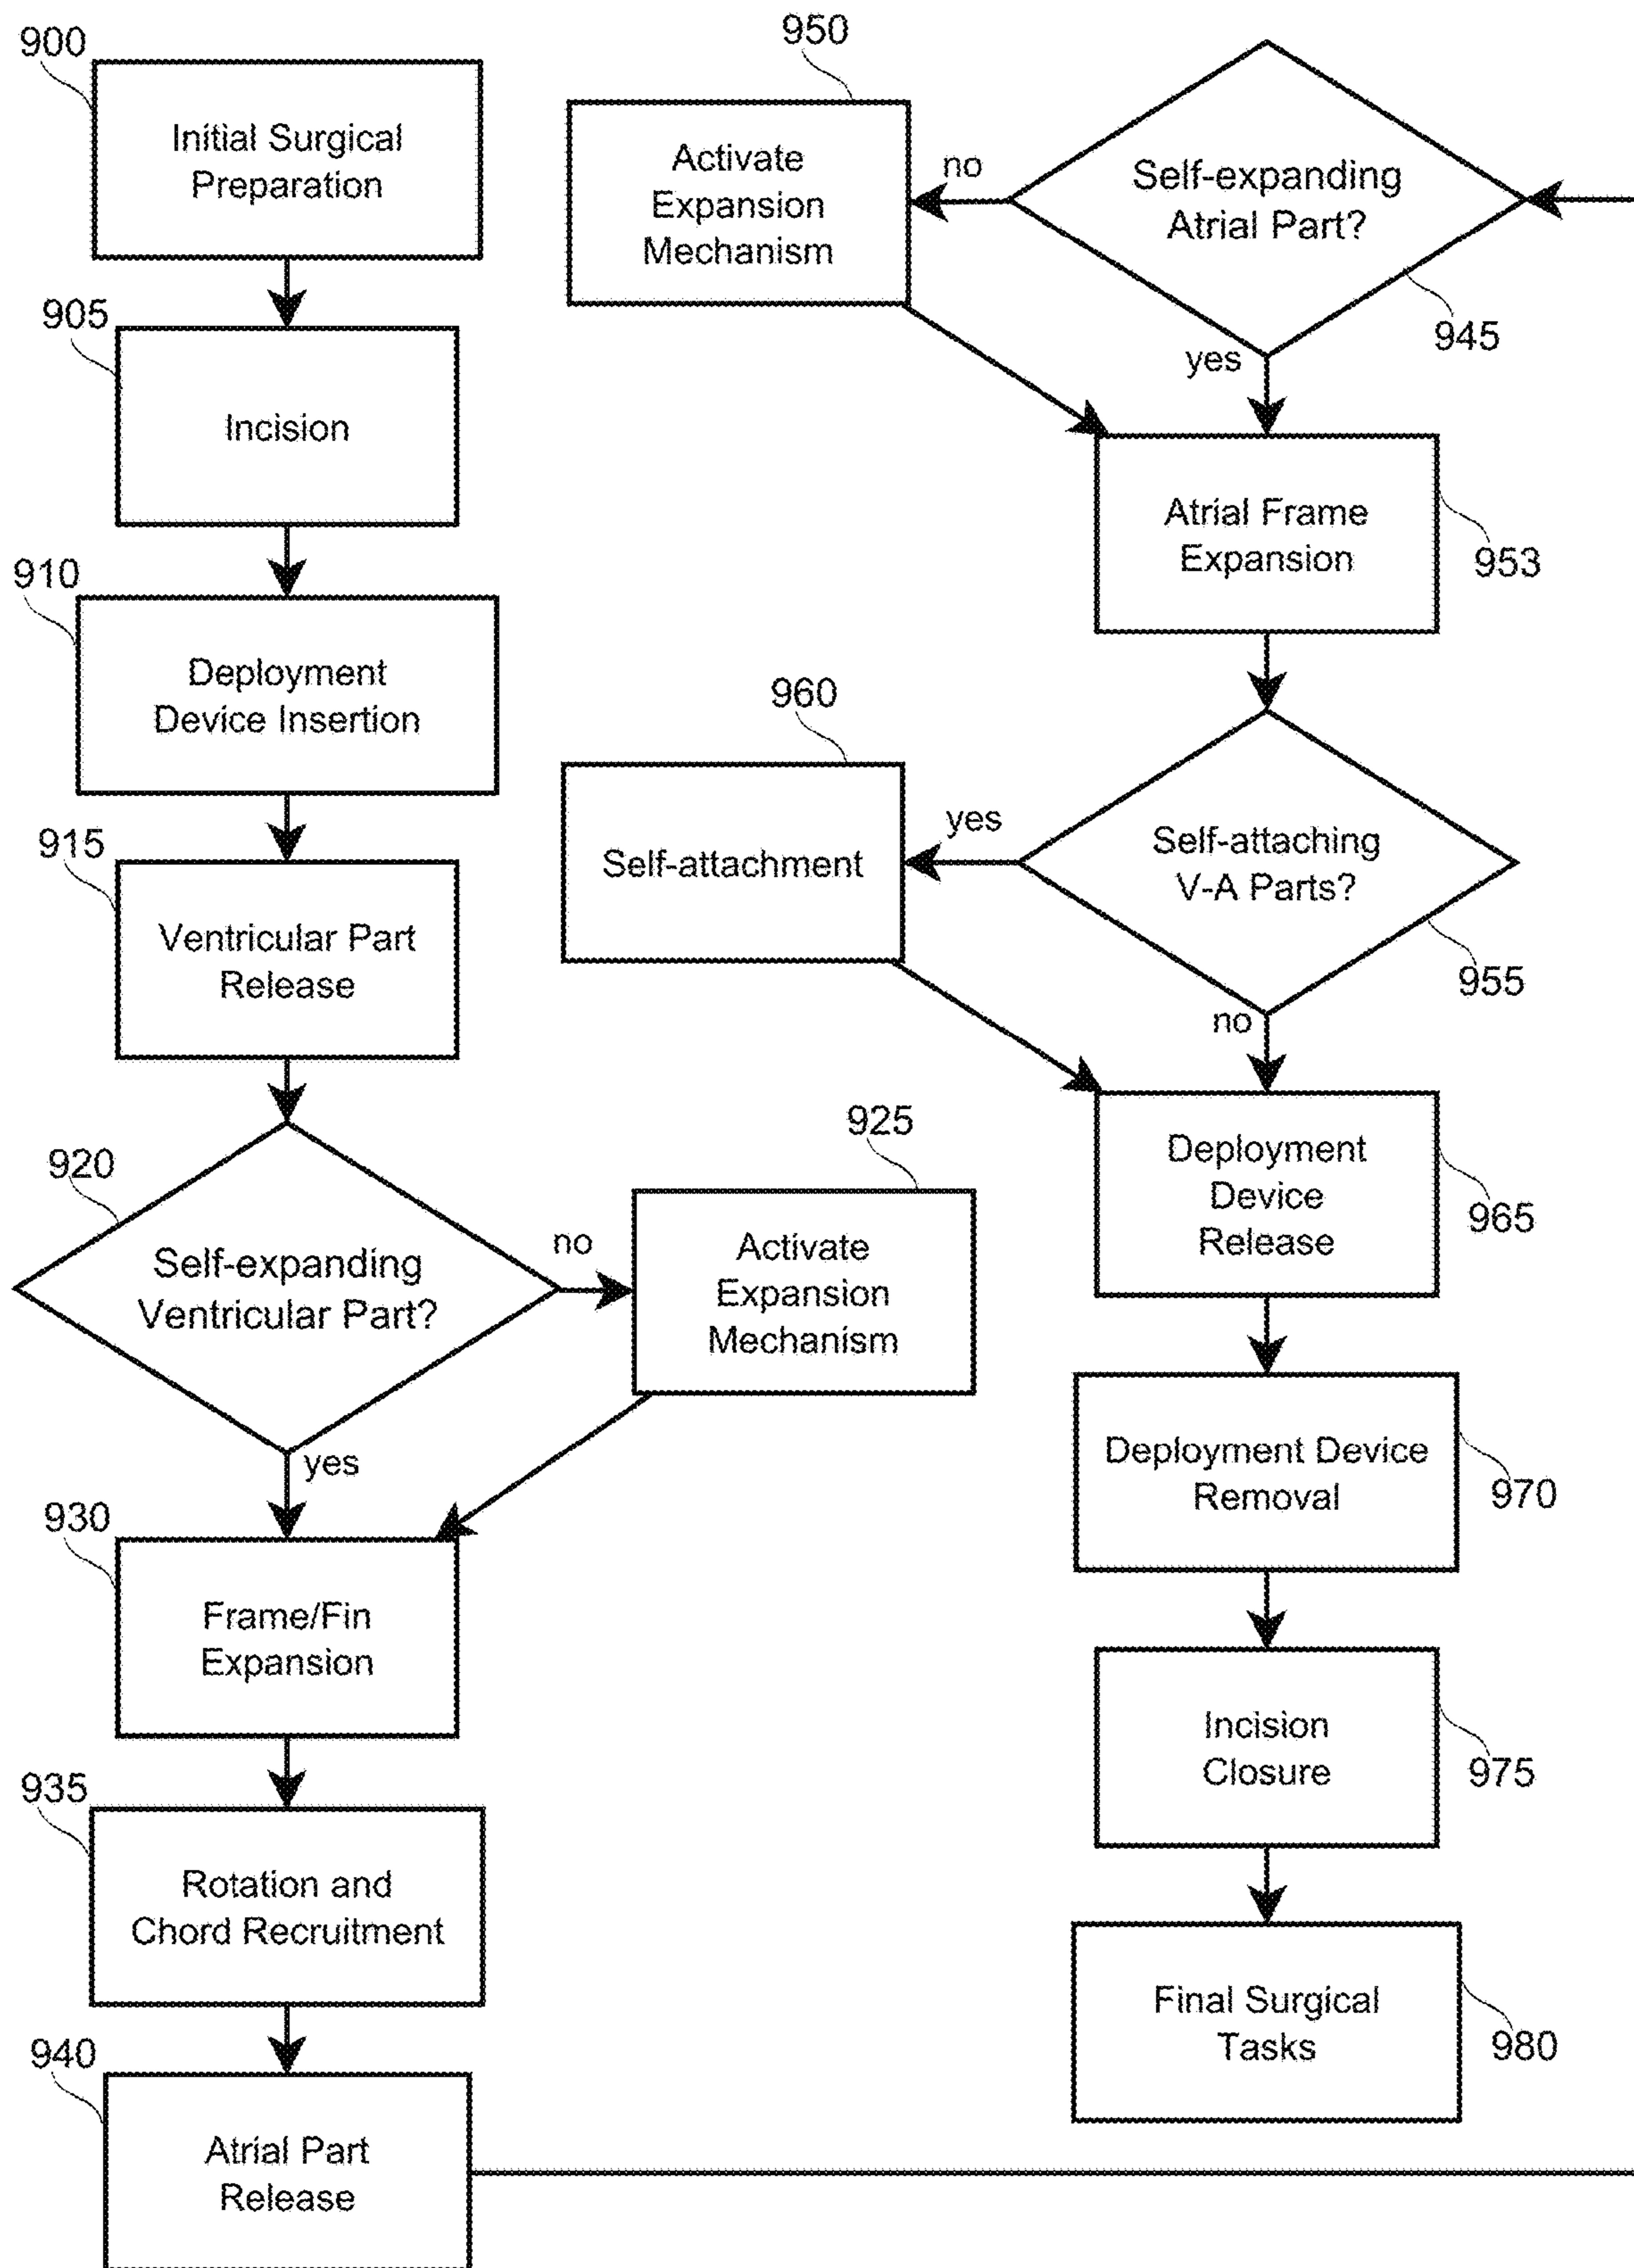 900
Initial Surgical
Preparation
905
Incision
910
Deployment
Device Insertion
915
Ventricular Part
Release
920
Self-expanding
Ventricular Part?
no
925
Activate
Expansion
Mechanism
yes
930
Frame/Fin
Expansion
935
Rotation and
Chord Recruitment
940
Atrial Part
Release
Self-expanding
Atrial Part?
945
no
950
Activate
Expansion
Mechanism
yes
Atrial Frame
Expansion
953
Self-attaching
V-A Parts?
955
yes
960
Self-attachment
no
Deployment
Device
Release
965
Deployment Device
Removal
970
Incision
Closure
975
Final Surgical
Tasks
980